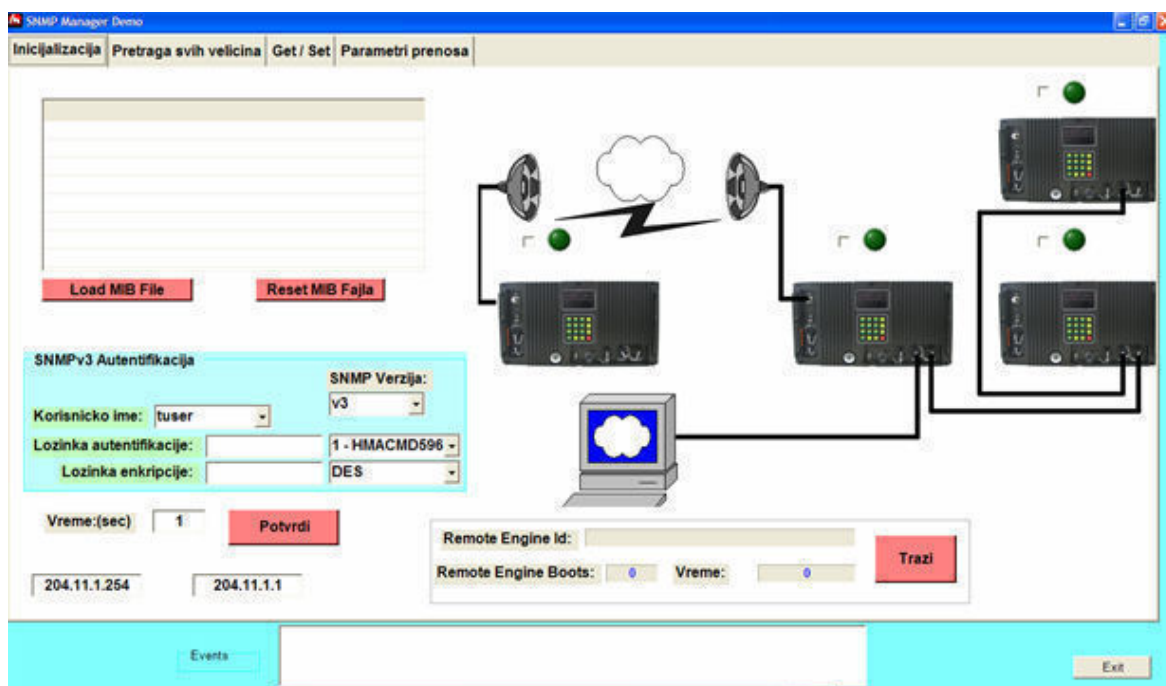 SNMP Manager Demo
Inicijalizacija Pretraga svih velicina Get / Set Parametri prenosa
Load MIB File Reset MIB Fajla
SNMPv3 Autentifikacija
SNMP Verzija:
v3
Korisnicko ime: tuser
Lozinka autentifikacije: 1 - HMACMD596
Lozinka enkripcije: DES
Vreme:(sec) 1 Potvrdi
204.11.1.254 204.11.1.1
Remote Engine Id:
Remote Engine Boots: 0 Vreme: 0
Trazi
Events
Exit